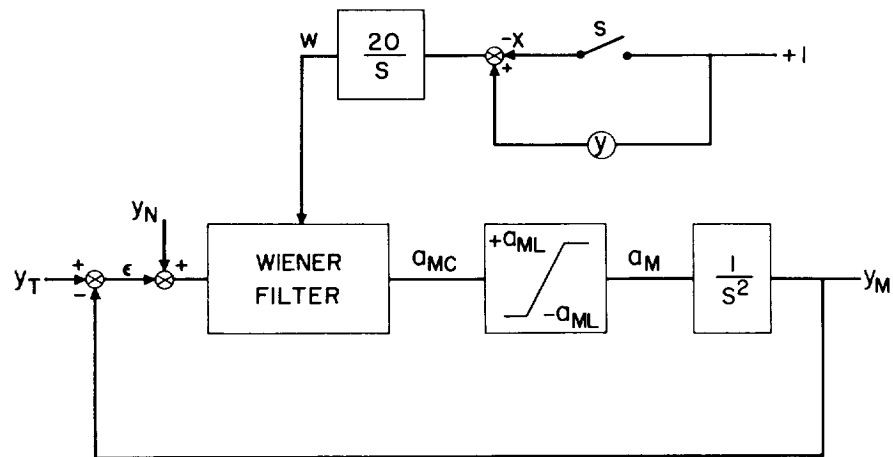 W
20
S
-X
+
S
+1
y
y_N
y_T
+
-
ϵ
+
WIENER
FILTER
a_MC
+a_ML
-a_ML
a_M
1
S²
y_M